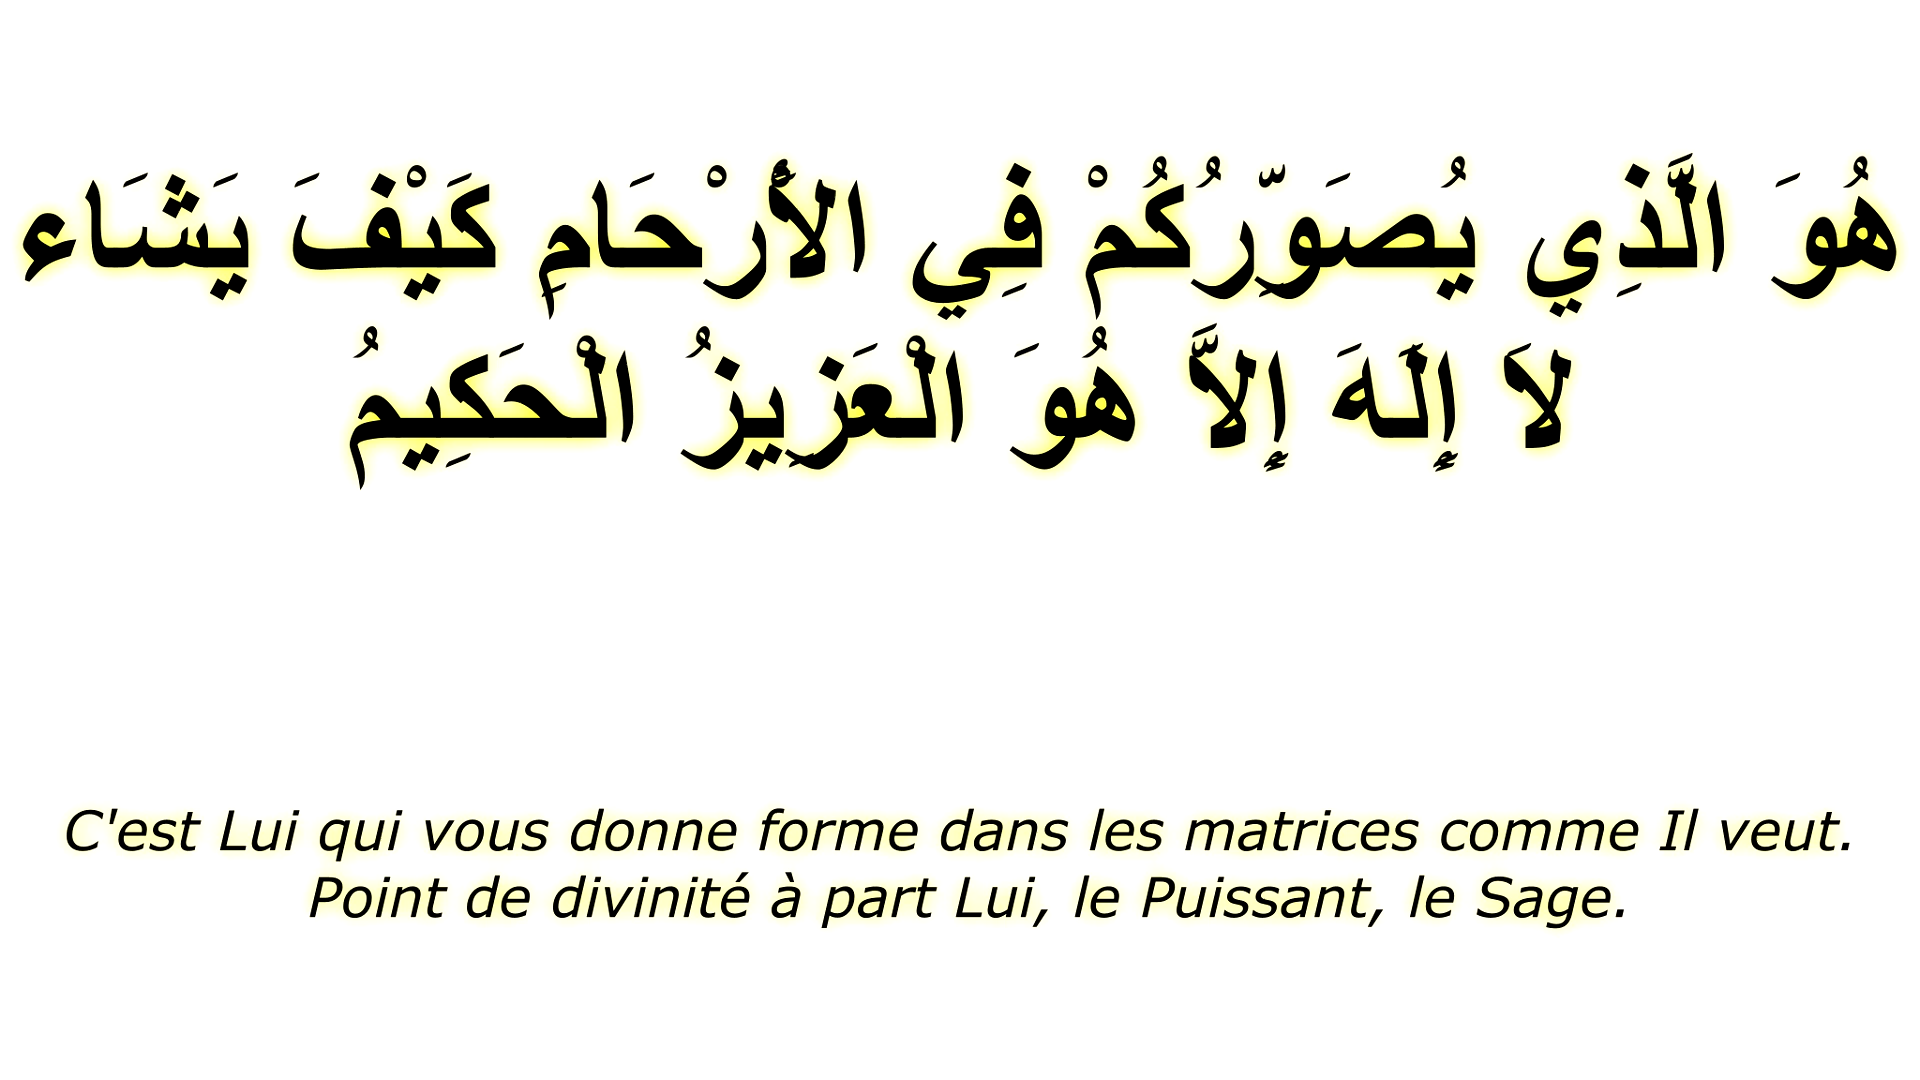 هُوَ الَّذِي يُصَوِّرُكُمْ فِي الأَرْحَامِ كَيْفَ يَشَاء
لاَ إِلَهَ إِلاَّ هُوَ الْعَزِيزُ الْحَكِيمُ
C'est Lui qui vous donne forme dans les matrices comme Il veut.
Point de divinité à part Lui, le Puissant, le Sage.